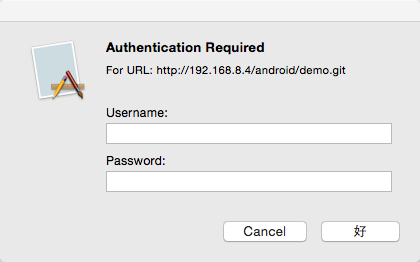 Authentication Required
For URL: http://192.168.8.4/android/demo.git
Username:
Password:
Cancel
好